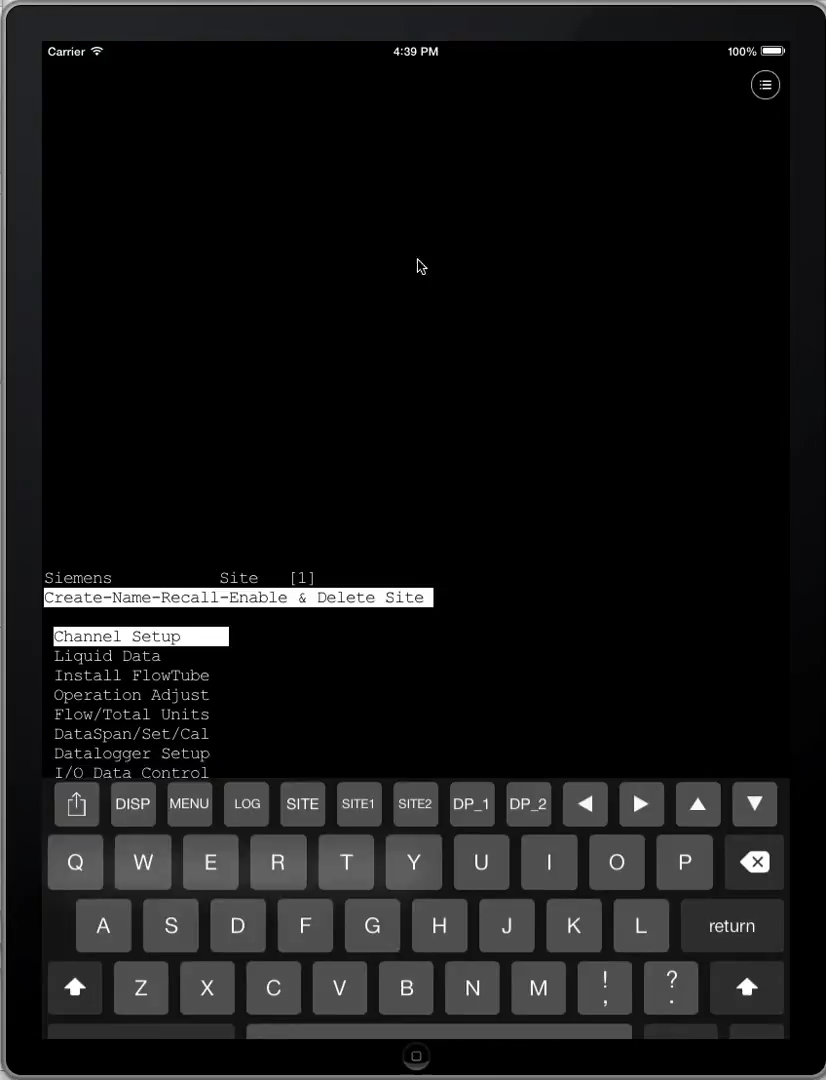 Carrier 4:39 PM 100%
Siemens Site [1]
Create-Name-Recall-Enable & Delete Site
Channel Setup
Liquid Data
Install FlowTube
Operation Adjust
Flow/Total Units
DataSpan/Set/Cal
Datalogger Setup
I/O Data Control
DISP MENU LOG SITE SITE1 SITE2 DP_1 DP_2
Q W E R T Y U I O P
A S D F G H J K L return
Z X C V B N M ! , ? .